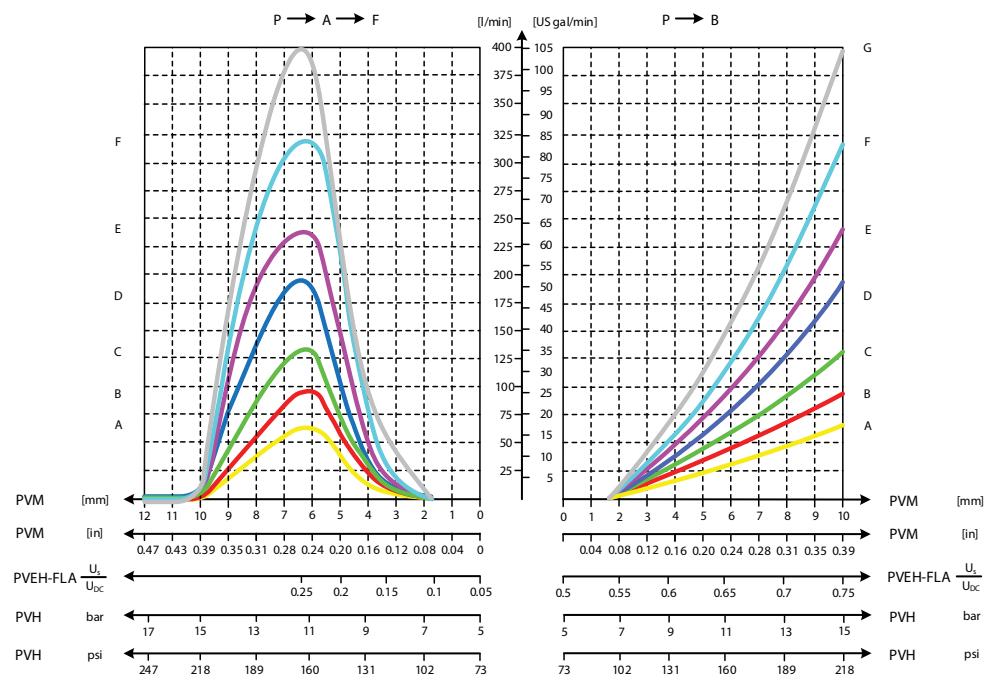 P → A → F [l/min] [US gal/min] P → B
400 105 G
375 100
350 95
90
325 85
F 80 F
300 75
275 70
250 65
E 60 E
225 55
200 50
D 175 45 D
150 40
125 35
C 30 C
100 25
B 20 B
75 15
A 50 10 A
25 5
PVM [mm] PVM [mm]
12 11 10 9 8 7 6 5 4 3 2 1 0 0 1 2 3 4 5 6 7 8 9 10
PVM [in] PVM [in]
0.47 0.43 0.39 0.35 0.31 0.28 0.24 0.20 0.16 0.12 0.08 0.04 0 0.04 0.08 0.12 0.16 0.20 0.24 0.28 0.31 0.35 0.39
PVEH-FLA Us/UDC PVEH-FLA Us/UDC
0.25 0.2 0.15 0.1 0.05 0.5 0.55 0.6 0.65 0.7 0.75
PVH bar PVH bar
17 15 13 11 9 7 5 5 7 9 11 13 15
PVH psi PVH psi
247 218 189 160 131 102 73 73 102 131 160 189 218